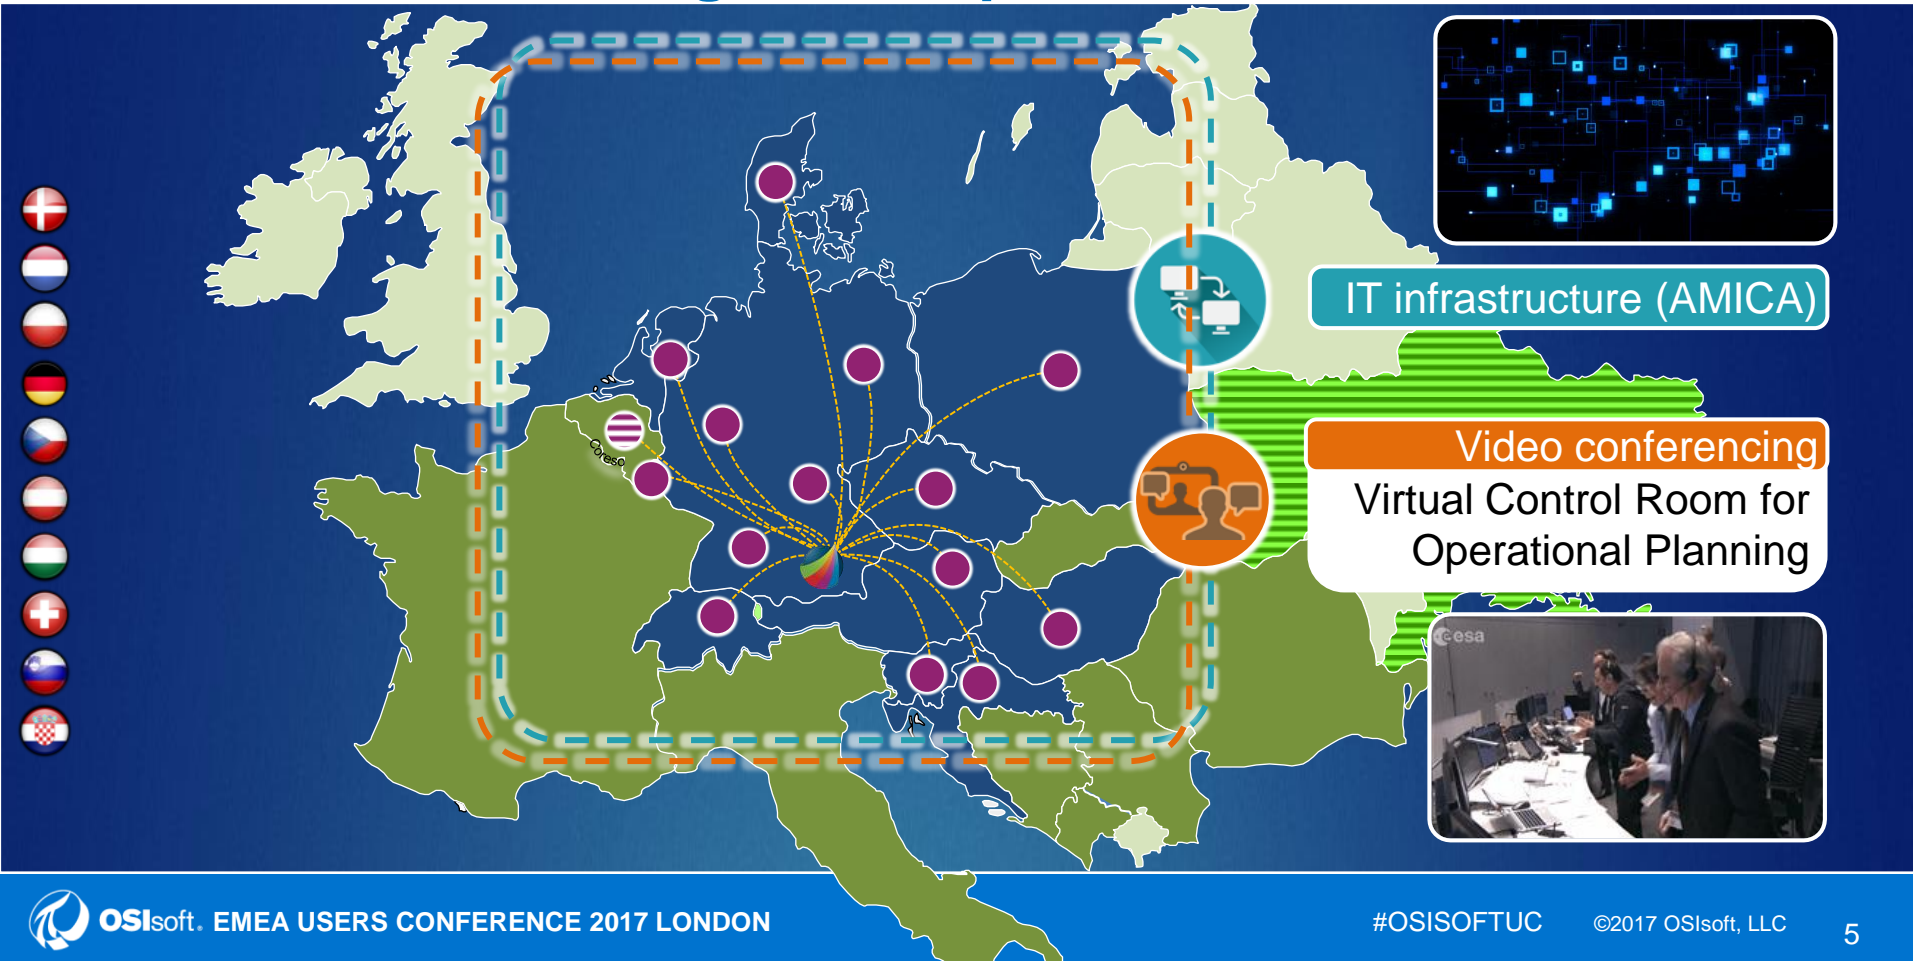 IT infrastructure (AMICA)
Coreso
Video conferencing
Virtual Control Room for
Operational Planning
esa
OSIsoft. EMEA USERS CONFERENCE 2017 LONDON
#OSISOFTUC
©2017 OSIsoft, LLC
5